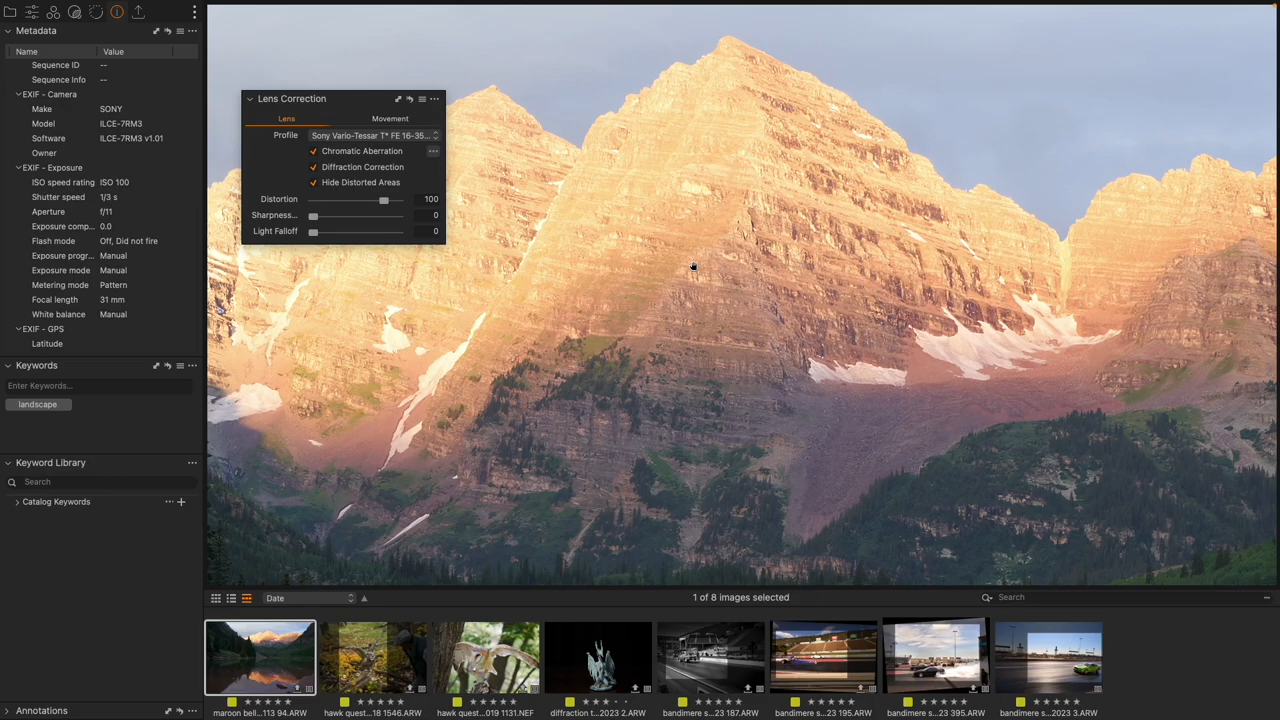 Metadata
Name Value
Sequence ID --
Sequence Info --
EXIF - Camera
Make SONY
Model ILCE-7RM3
Software ILCE-7RM3 v1.01
Owner
EXIF - Exposure
ISO speed rating ISO 100
Shutter speed 1/3 s
Aperture f/11
Exposure comp... 0.0
Flash mode Off, Did not fire
Exposure progr... Manual
Exposure mode Manual
Metering mode Pattern
Focal length 31 mm
White balance Manual
EXIF - GPS
Latitude
Keywords
Enter Keywords...
landscape
Keyword Library
Search
Catalog Keywords
Annotations
Lens Correction
Lens Movement
Profile Sony Vario-Tessar T* FE 16-35...
Chromatic Aberration
Diffraction Correction
Hide Distorted Areas
Distortion 100
Sharpness... 0
Light Falloff 0
Date 1 of 8 images selected Search
maroon bell...113 94.ARW hawk quest...18 1546.ARW hawk quest...019 1131.NEF diffraction t...2023 2.ARW bandimere s...23 187.ARW bandimere s...23 195.ARW bandimere s...23 395.ARW bandimere s...2023 3.ARW